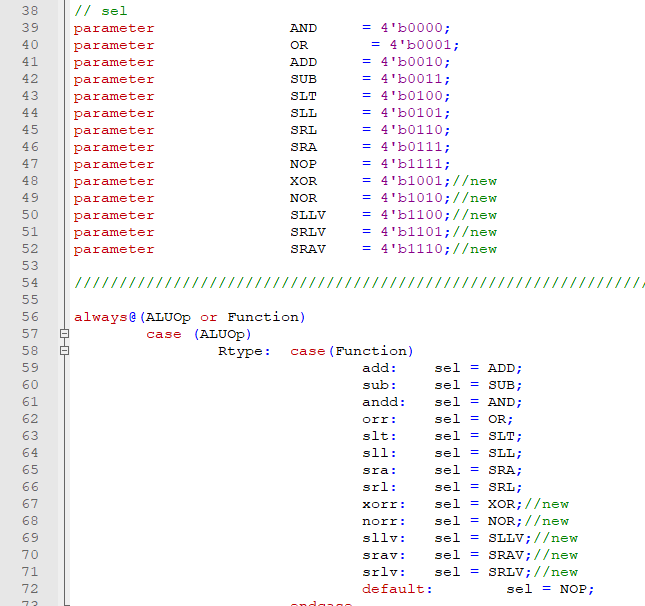 38 // sel
39 parameter AND = 4'b0000;
40 parameter OR = 4'b0001;
41 parameter ADD = 4'b0010;
42 parameter SUB = 4'b0011;
43 parameter SLT = 4'b0100;
44 parameter SLL = 4'b0101;
45 parameter SRL = 4'b0110;
46 parameter SRA = 4'b0111;
47 parameter NOP = 4'b1111;
48 parameter XOR = 4'b1001;//new
49 parameter NOR = 4'b1010;//new
50 parameter SLLV = 4'b1100;//new
51 parameter SRLV = 4'b1101;//new
52 parameter SRAV = 4'b1110;//new
53
54 ////////////////////////////////////////////////////////////////
55
56 always@(ALUOp or Function)
57 case (ALUOp)
58 Rtype: case(Function)
59 add: sel = ADD;
60 sub: sel = SUB;
61 andd: sel = AND;
62 orr: sel = OR;
63 slt: sel = SLT;
64 sll: sel = SLL;
65 sra: sel = SRA;
66 srl: sel = SRL;
67 xorr: sel = XOR;//new
68 norr: sel = NOR;//new
69 sllv: sel = SLLV;//new
70 srav: sel = SRAV;//new
71 srlv: sel = SRLV;//new
72 default: sel = NOP;
73 endcase